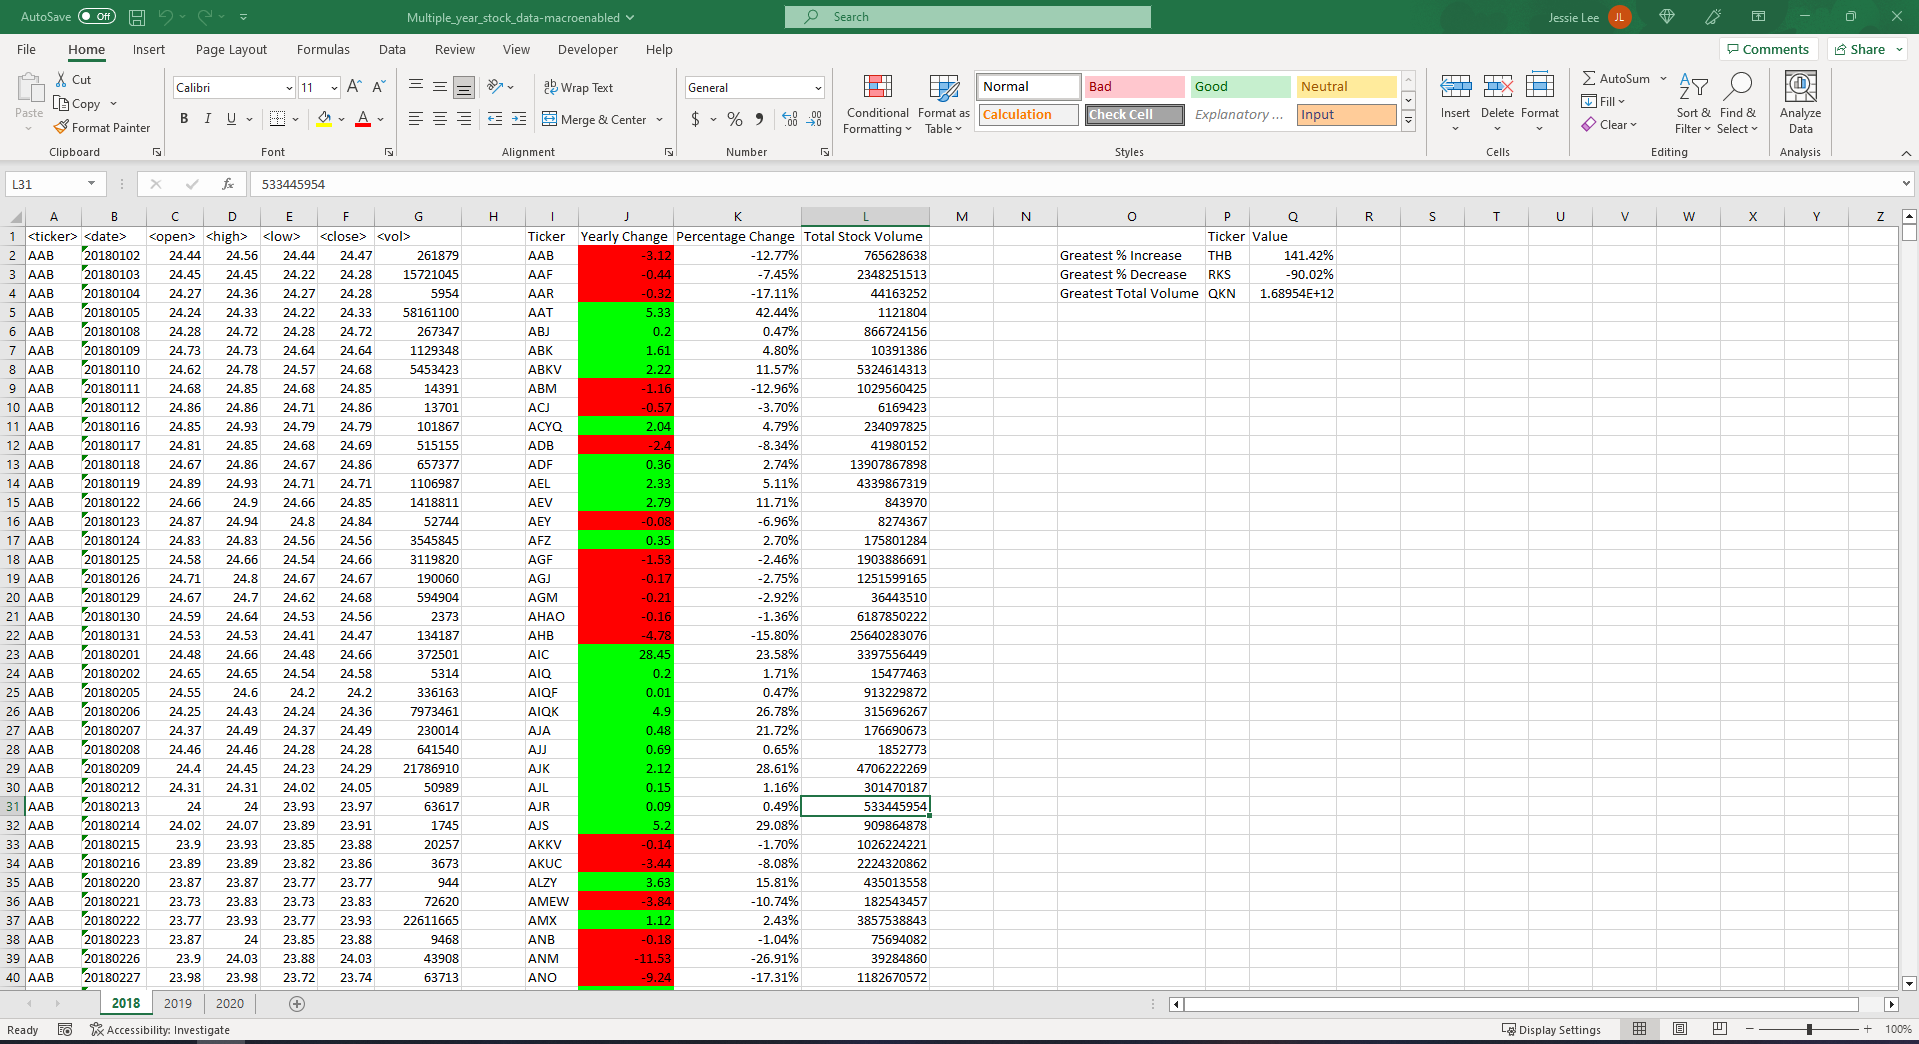 AutoSave Off Multiple_year_stock_data-macroenabled Search Jessie Lee JL
File Home Insert Page Layout Formulas Data Review View Developer Help Comments Share
Paste Cut Copy Format Painter Clipboard
Calibri 11 B I U A Font
Wrap Text Merge & Center Alignment
General $ % Number
Conditional Formatting Format as Table
Normal Bad Good Neutral
Calculation Check Cell Explanatory ... Input
Styles
Insert Delete Format Cells
AutoSum Fill Clear Sort & Filter Find & Select Editing
Analyze Data Analysis
L31 fx 533445954
A B C D E F G H I J K L M N O P Q R S T U V W X Y Z
1 <ticker> <date> <open> <high> <low> <close> <vol> Ticker Yearly Change Percentage Change Total Stock Volume Ticker Value
2 AAB 20180102 24.44 24.56 24.44 24.47 261879 AAB -3.12 -12.77% 765628638 Greatest % Increase THB 141.42%
3 AAB 20180103 24.45 24.45 24.22 24.28 15721045 AAF -0.44 -7.45% 2348251513 Greatest % Decrease RKS -90.02%
4 AAB 20180104 24.27 24.36 24.27 24.28 5954 AAR -0.32 -17.11% 44163252 Greatest Total Volume QKN 1.68954E+12
5 AAB 20180105 24.24 24.33 24.22 24.33 58161100 AAT 5.33 42.44% 1121804
6 AAB 20180108 24.28 24.72 24.28 24.72 267347 ABJ 0.2 0.47% 866724156
7 AAB 20180109 24.73 24.73 24.64 24.64 1129348 ABK 1.61 4.80% 10391386
8 AAB 20180110 24.62 24.78 24.57 24.68 5453423 ABKV 2.22 11.57% 5324614313
9 AAB 20180111 24.68 24.85 24.68 24.85 14391 ABM -1.16 -12.96% 1029560425
10 AAB 20180112 24.86 24.86 24.71 24.86 13701 ACJ -0.57 -3.70% 6169423
11 AAB 20180116 24.85 24.93 24.79 24.79 101867 ACYQ 2.04 4.79% 234097825
12 AAB 20180117 24.81 24.85 24.68 24.69 515155 ADB -2.4 -8.34% 41980152
13 AAB 20180118 24.67 24.86 24.67 24.86 657377 ADF 0.36 2.74% 13907867898
14 AAB 20180119 24.89 24.93 24.71 24.71 1106987 AEL 2.33 5.11% 4339867319
15 AAB 20180122 24.66 24.9 24.66 24.85 1418811 AEV 2.79 11.71% 843970
16 AAB 20180123 24.87 24.94 24.8 24.84 52744 AEY -0.08 -6.96% 8274367
17 AAB 20180124 24.83 24.83 24.56 24.56 3545845 AFZ 0.35 2.70% 175801284
18 AAB 20180125 24.58 24.66 24.54 24.66 3119820 AGF -1.53 -2.46% 1903886691
19 AAB 20180126 24.71 24.8 24.67 24.67 190060 AGJ -0.17 -2.75% 1251599165
20 AAB 20180129 24.67 24.7 24.62 24.68 594904 AGM -0.21 -2.92% 36443510
21 AAB 20180130 24.59 24.64 24.53 24.56 2373 AHAO -0.16 -1.36% 6187850222
22 AAB 20180131 24.53 24.53 24.41 24.47 134187 AHB -4.78 -15.80% 25640283076
23 AAB 20180201 24.48 24.66 24.48 24.66 372501 AIC 28.45 23.58% 3397556449
24 AAB 20180202 24.65 24.65 24.54 24.58 5314 AIQ 0.2 1.71% 15477463
25 AAB 20180205 24.55 24.6 24.2 24.2 336163 AIQF 0.01 0.47% 913229872
26 AAB 20180206 24.25 24.43 24.24 24.36 7973461 AIQK 4.9 26.78% 315696267
27 AAB 20180207 24.37 24.49 24.37 24.49 230014 AJA 0.48 21.72% 176690673
28 AAB 20180208 24.46 24.46 24.28 24.28 641540 AJJ 0.69 0.65% 1852773
29 AAB 20180209 24.4 24.45 24.23 24.29 21786910 AJK 2.12 28.61% 4706222269
30 AAB 20180212 24.31 24.31 24.02 24.05 50989 AJL 0.15 1.16% 301470187
31 AAB 20180213 24 24 23.93 23.97 63617 AJR 0.09 0.49% 533445954
32 AAB 20180214 24.02 24.07 23.89 23.91 1745 AJS 5.2 29.08% 909864878
33 AAB 20180215 23.9 23.93 23.85 23.88 20257 AKKV -0.14 -1.70% 1026224221
34 AAB 20180216 23.89 23.89 23.82 23.86 3673 AKUC -3.44 -8.08% 2224320862
35 AAB 20180220 23.87 23.87 23.77 23.77 944 ALZY 3.63 15.81% 435013558
36 AAB 20180221 23.73 23.83 23.73 23.83 72620 AMEW -3.84 -10.74% 182543457
37 AAB 20180222 23.77 23.93 23.77 23.93 22611665 AMX 1.12 2.43% 3857538843
38 AAB 20180223 23.87 24 23.85 23.88 9468 ANB -0.18 -1.04% 75694082
39 AAB 20180226 23.9 24.03 23.88 24.03 43908 ANM -11.53 -26.91% 39284860
40 AAB 20180227 23.98 23.98 23.72 23.74 63713 ANO -9.24 -17.31% 1182670572
2018 2019 2020
Ready Accessibility: Investigate Display Settings 100%